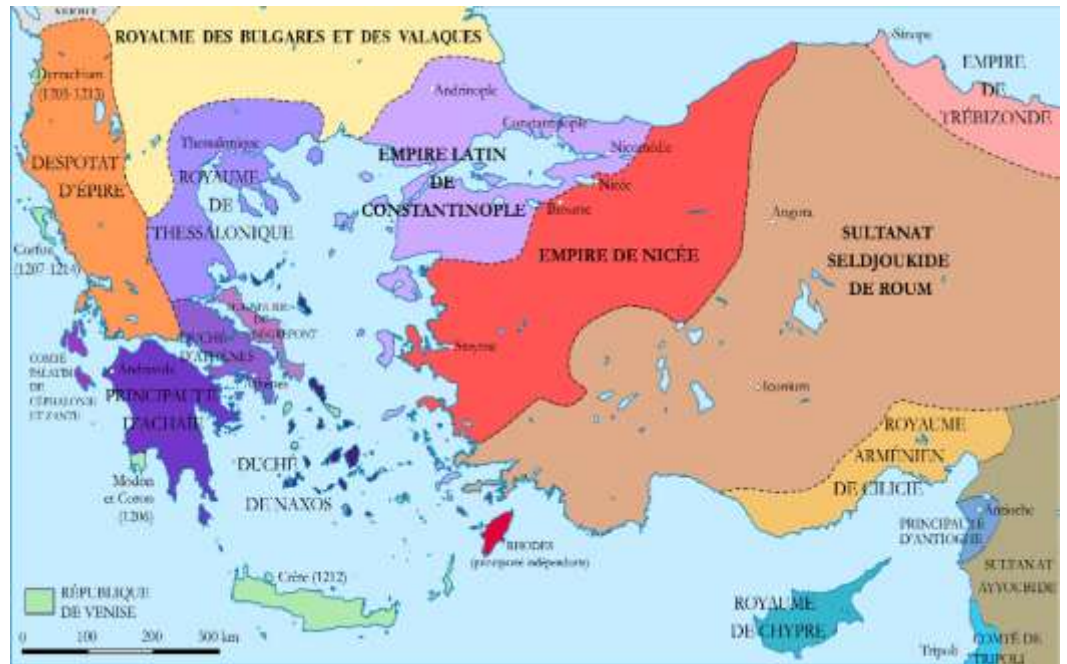 SERBIE
ROYAUME DES BULGARES ET DES VALAQUES
Sinope
EMPIRE
DE
TRÉBIZONDE
Dyrrachium
(1205-1213)
Andrinople
Constantinople
Nicomédie
Nicée
Brousse
EMPIRE LATIN
DE
CONSTANTINOPLE
Thessalonique
ROYAUME
DE
THESSALONIQUE
DESPOTAT
D'ÉPIRE
Corfou
(1207-1214)
EMPIRE DE NICÉE
Angora
SULTANAT
SELDJOUKIDE
DE ROUM
DE
NÉGREPONT
DUCHÉ
D'ATHÈNES
Athènes
Smyrne
Iconium
COMTÉ
PALATIN
DE
CÉPHALONIE
ET ZANTE
Andravida
PRINCIPAUTÉ
D'ACHAÏE
ROYAUME
ARMÉNIEN
DE CILICIE
Modon
et Coron
(1206)
DUCHÉ
DE NAXOS
Antioche
PRINCIPAUTÉ
D'ANTIOCHE
RHODES
(principauté indépendante)
SULTANAT
AYYOUBIDE
Crète (1212)
RÉPUBLIQUE
DE VENISE
ROYAUME
DE CHYPRE
Tripoli
COMTÉ DE
TRIPOLI
0 100 200 300 km